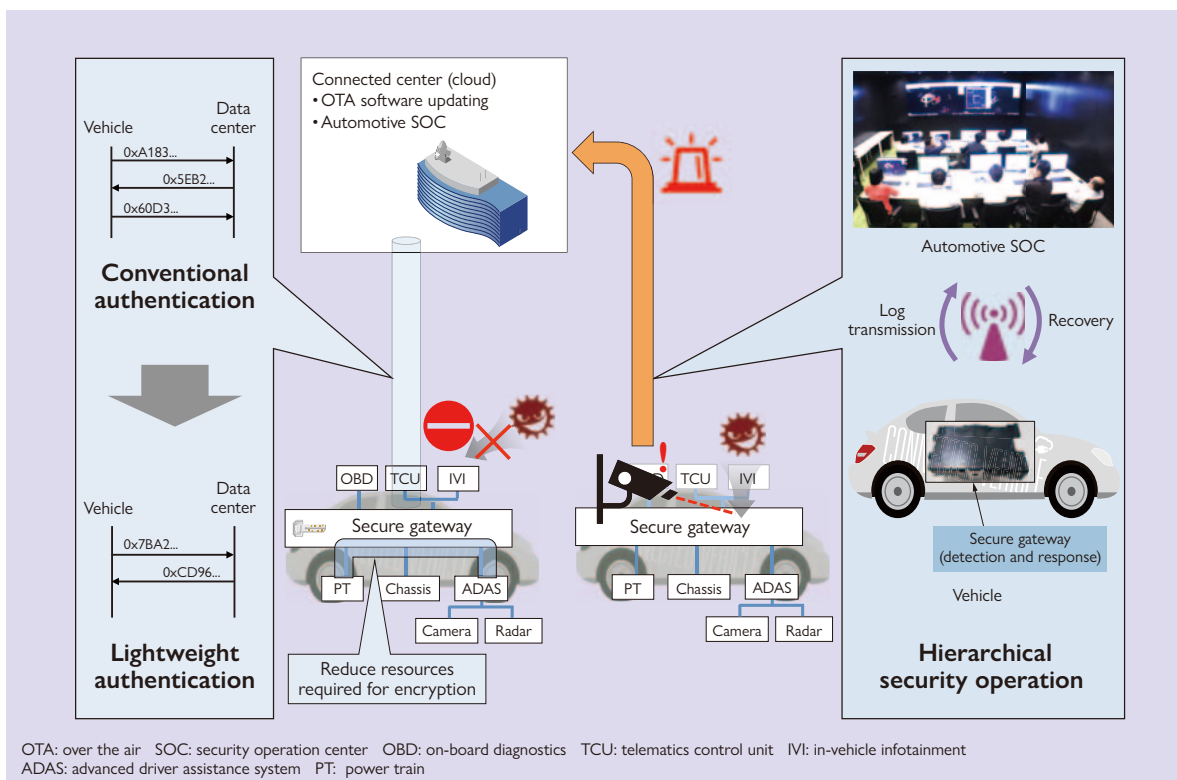 Vehicle
Data
center
0xA183...
0x5EB2...
0x60D3...
Conventional
authentication
Vehicle
Data
center
0x7BA2...
0xCD96...
Lightweight
authentication
Connected center (cloud)
• OTA software updating
• Automotive SOC
OBD
TCU
IVI
Secure gateway
PT
Chassis
ADAS
Camera
Radar
Reduce resources
required for encryption
!
TCU
IVI
Secure gateway
PT
Chassis
ADAS
Camera
Radar
Automotive SOC
Log
transmission
Recovery
Secure gateway
(detection and response)
Vehicle
Hierarchical
security operation
OTA: over the air SOC: security operation center OBD: on-board diagnostics TCU: telematics control unit IVI: in-vehicle infotainment
ADAS: advanced driver assistance system PT: power train